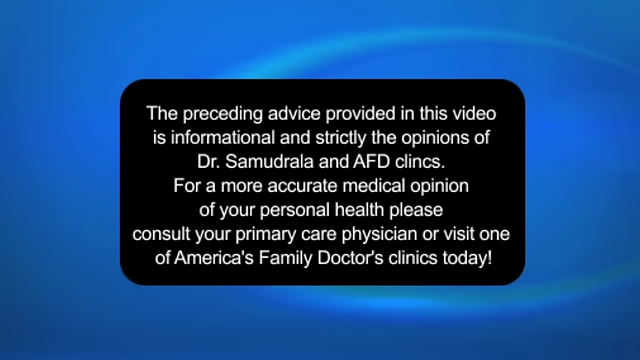 The preceding advice provided in this video
is informational and strictly the opinions of
Dr. Samudrala and AFD clincs.
For a more accurate medical opinion
of your personal health please
consult your primary care physician or visit one
of America's Family Doctor's clinics today!